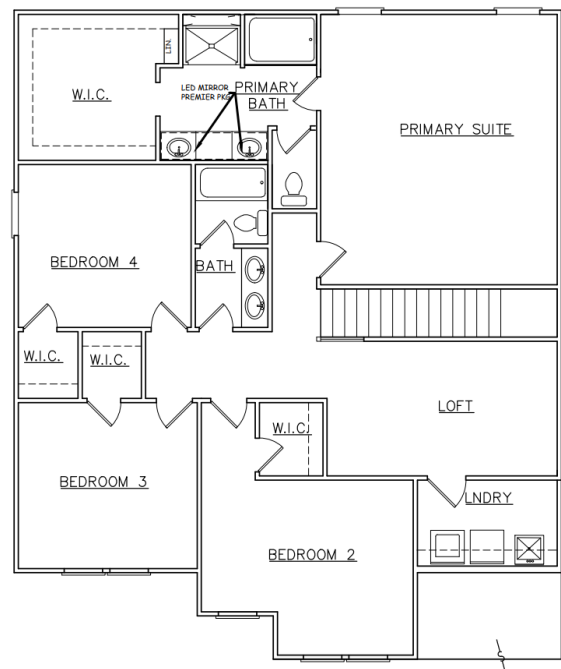 LIN.
W.I.C.
LED MIRROR
PREMIER PKG
PRIMARY
BATH
PRIMARY SUITE
BEDROOM 4
BATH
W.I.C.
W.I.C.
LOFT
W.I.C.
BEDROOM 3
LNDRY
BEDROOM 2